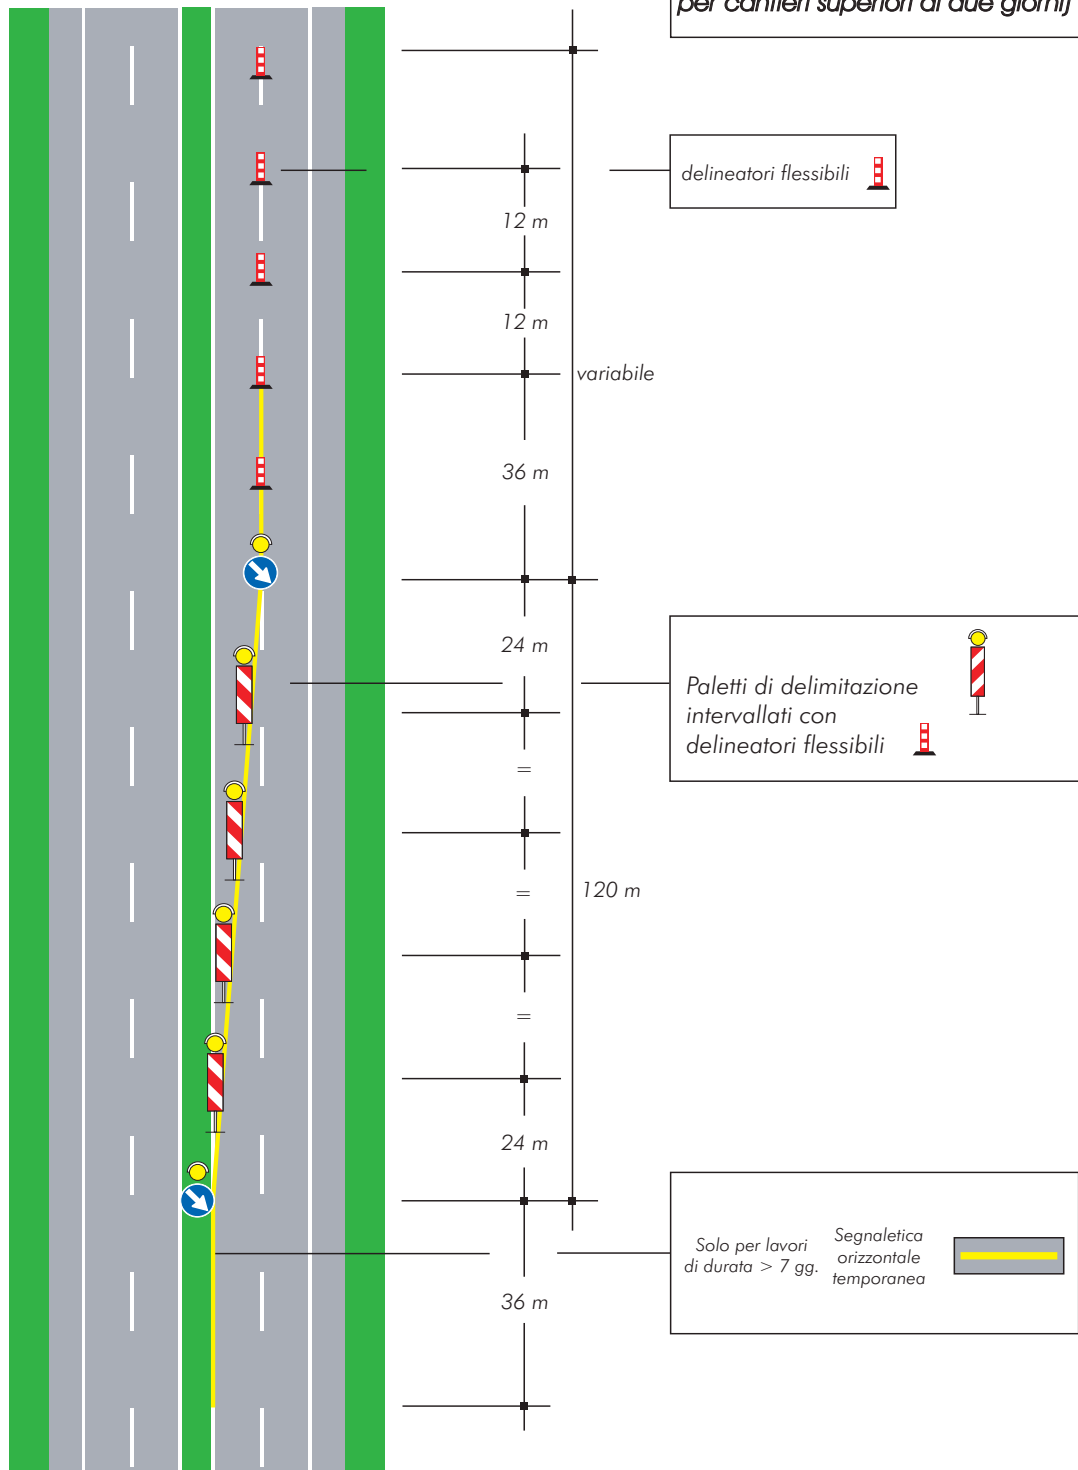 per cantieri superiori ai due giorni)
delineatori flessibili
12 m
12 m
variabile
36 m
24 m
Paletti di delimitazione
intervallati con
delineatori flessibili
=
=
120 m
=
24 m
Solo per lavori
di durata > 7 gg.
Segnaletica
orizzontale
temporanea
36 m